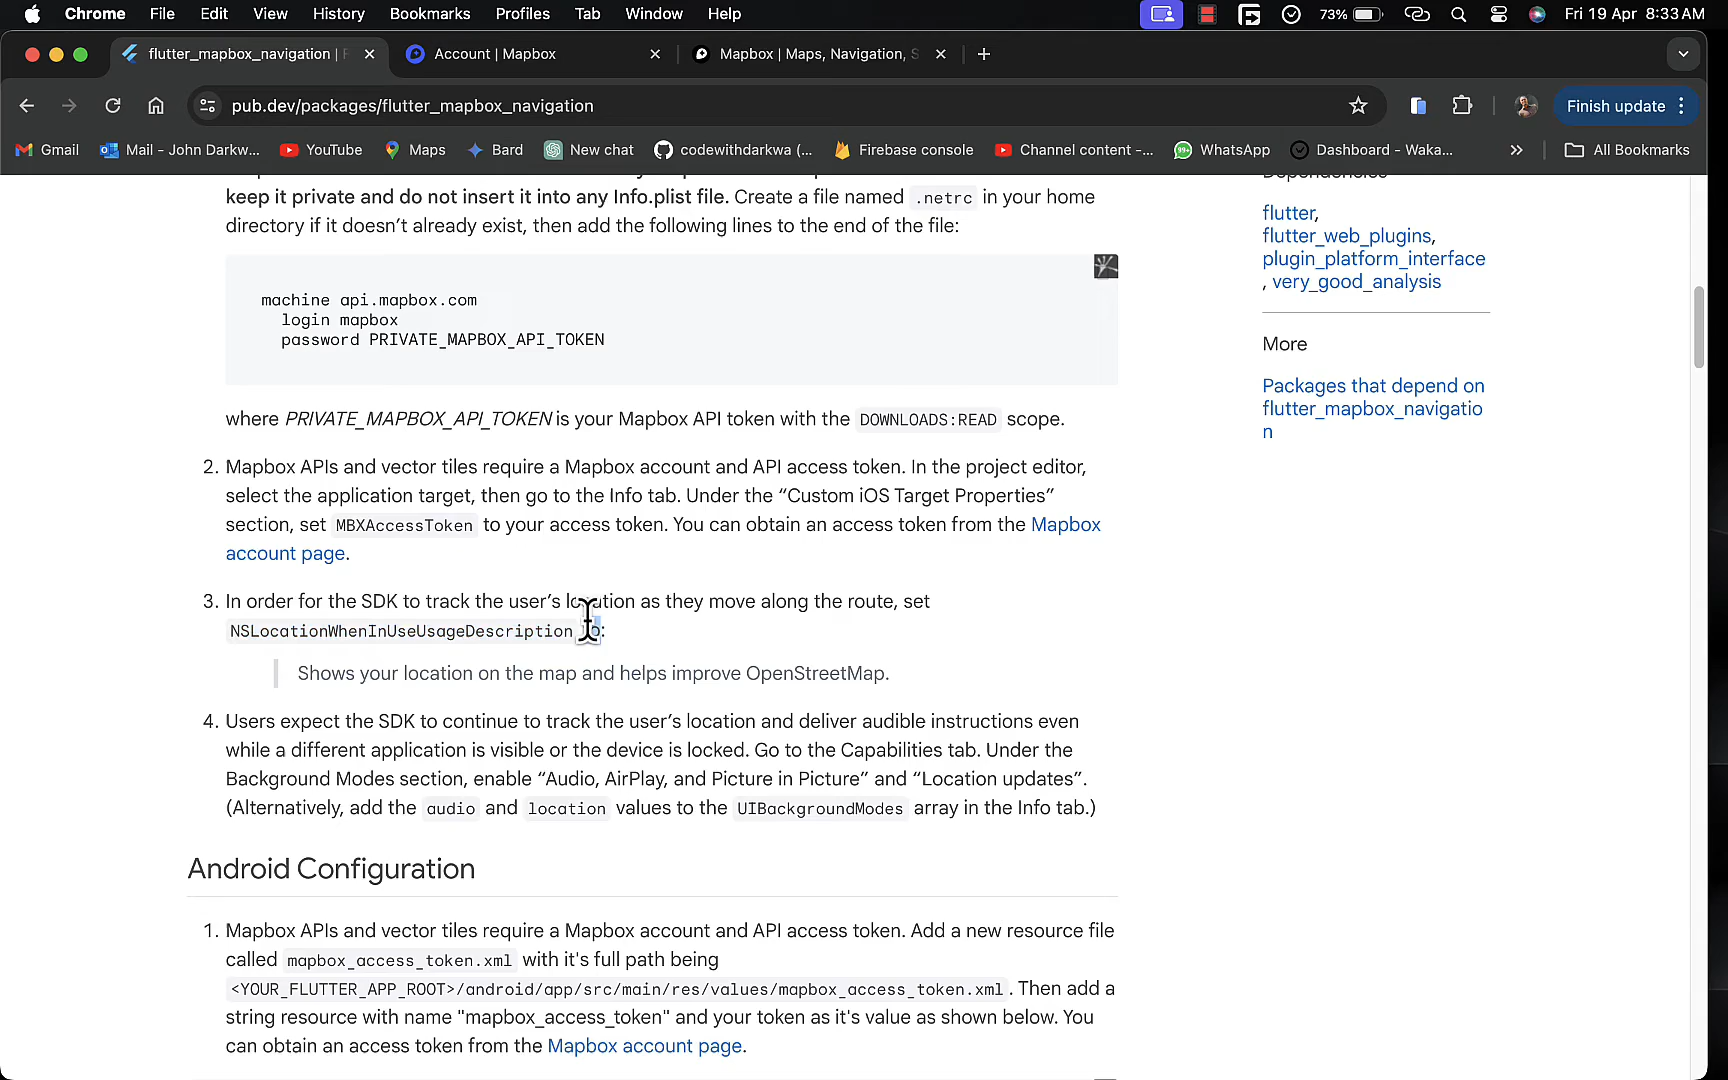 Chrome File Edit View History Bookmarks Profiles Tab Window Help 73% Fri 19 Apr 8:33 AM
flutter_mapbox_navigation | Account | Mapbox Mapbox | Maps, Navigation, S
pub.dev/packages/flutter_mapbox_navigation Finish update
Gmail Mail - John Darkw... YouTube Maps Bard New chat codewithdarkwa (... Firebase console Channel content -... 99+ WhatsApp Dashboard - Waka... » All Bookmarks
keep it private and do not insert it into any Info.plist file. Create a file named .netrc in your home
directory if it doesn’t already exist, then add the following lines to the end of the file:
machine api.mapbox.com
login mapbox
password PRIVATE_MAPBOX_API_TOKEN
where PRIVATE_MAPBOX_API_TOKEN is your Mapbox API token with the DOWNLOADS:READ scope.
2. Mapbox APIs and vector tiles require a Mapbox account and API access token. In the project editor,
select the application target, then go to the Info tab. Under the “Custom iOS Target Properties”
section, set MBXAccessToken to your access token. You can obtain an access token from the Mapbox
account page.
3. In order for the SDK to track the user’s location as they move along the route, set
NSLocationWhenInUseUsageDescription to:
Shows your location on the map and helps improve OpenStreetMap.
4. Users expect the SDK to continue to track the user’s location and deliver audible instructions even
while a different application is visible or the device is locked. Go to the Capabilities tab. Under the
Background Modes section, enable “Audio, AirPlay, and Picture in Picture” and “Location updates”.
(Alternatively, add the audio and location values to the UIBackgroundModes array in the Info tab.)
Android Configuration
1. Mapbox APIs and vector tiles require a Mapbox account and API access token. Add a new resource file
called mapbox_access_token.xml with it's full path being
<YOUR_FLUTTER_APP_ROOT>/android/app/src/main/res/values/mapbox_access_token.xml. Then add a
string resource with name "mapbox_access_token" and your token as it's value as shown below. You
can obtain an access token from the Mapbox account page.
Dependencies
flutter,
flutter_web_plugins,
plugin_platform_interface
, very_good_analysis
More
Packages that depend on
flutter_mapbox_navigatio
n